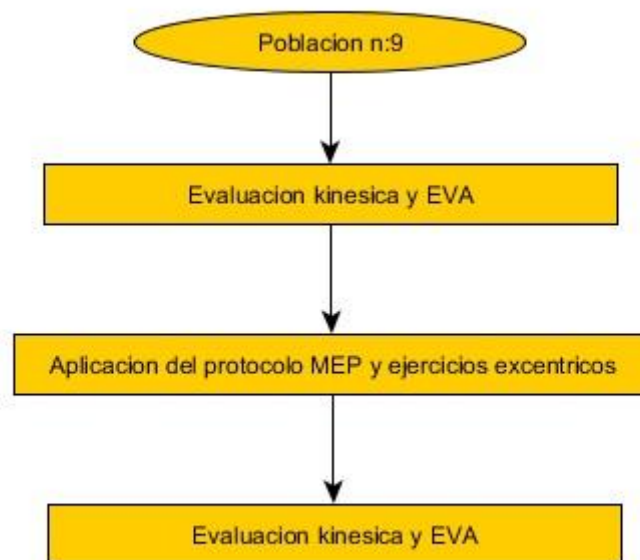 Poblacion n:9
Evaluacion kinesica y EVA
Aplicacion del protocolo MEP y ejercicios excentricos
Evaluacion kinesica y EVA